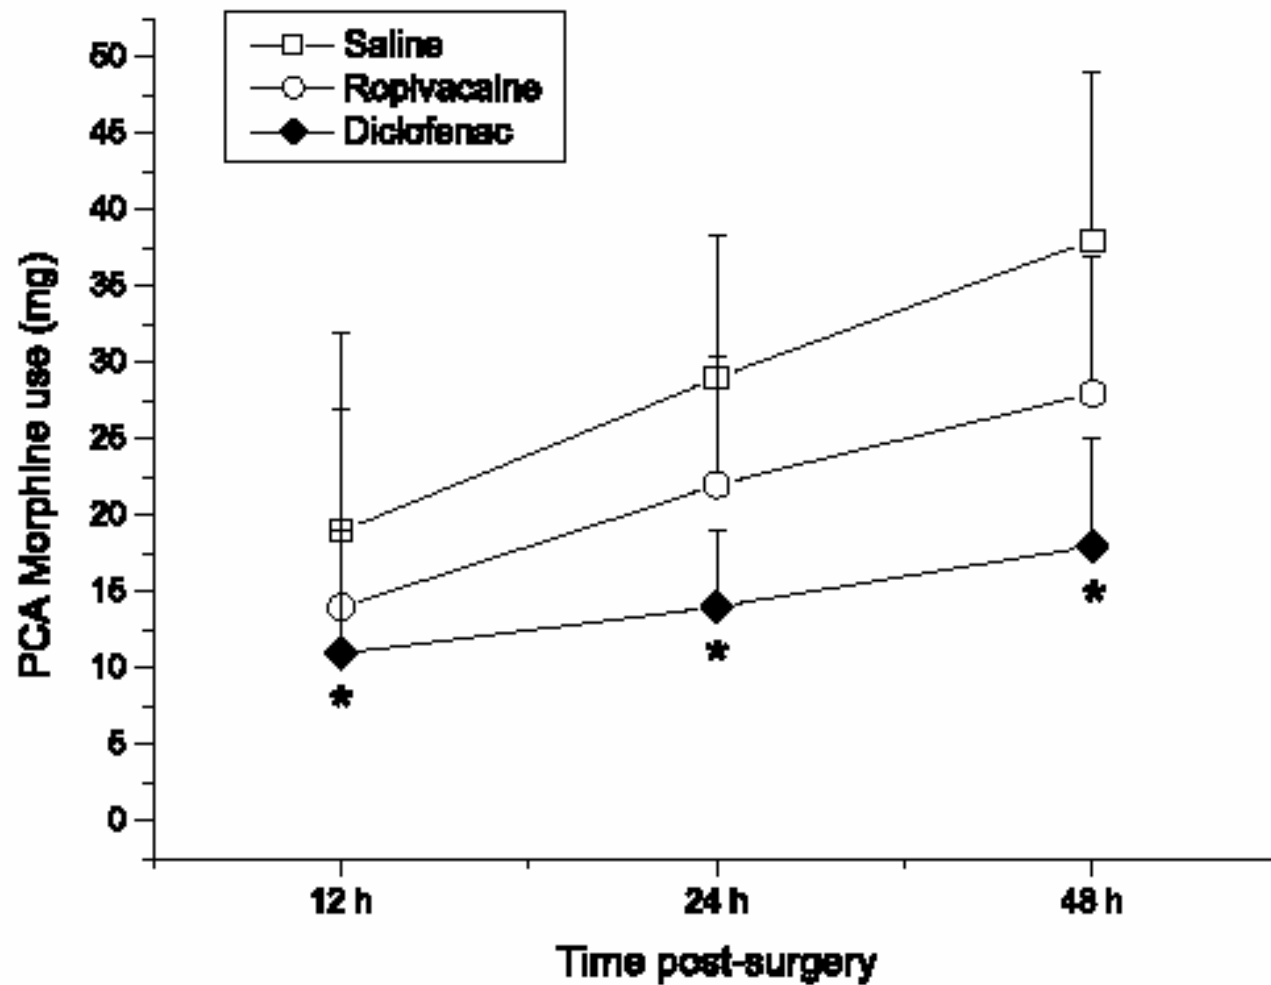 Saline
Ropivacaine
Diclofenac
50
45
40
35
30
25
20
15
10
5
0
PCA Morphine use (mg)
*
*
*
12 h
24 h
48 h
Time post-surgery